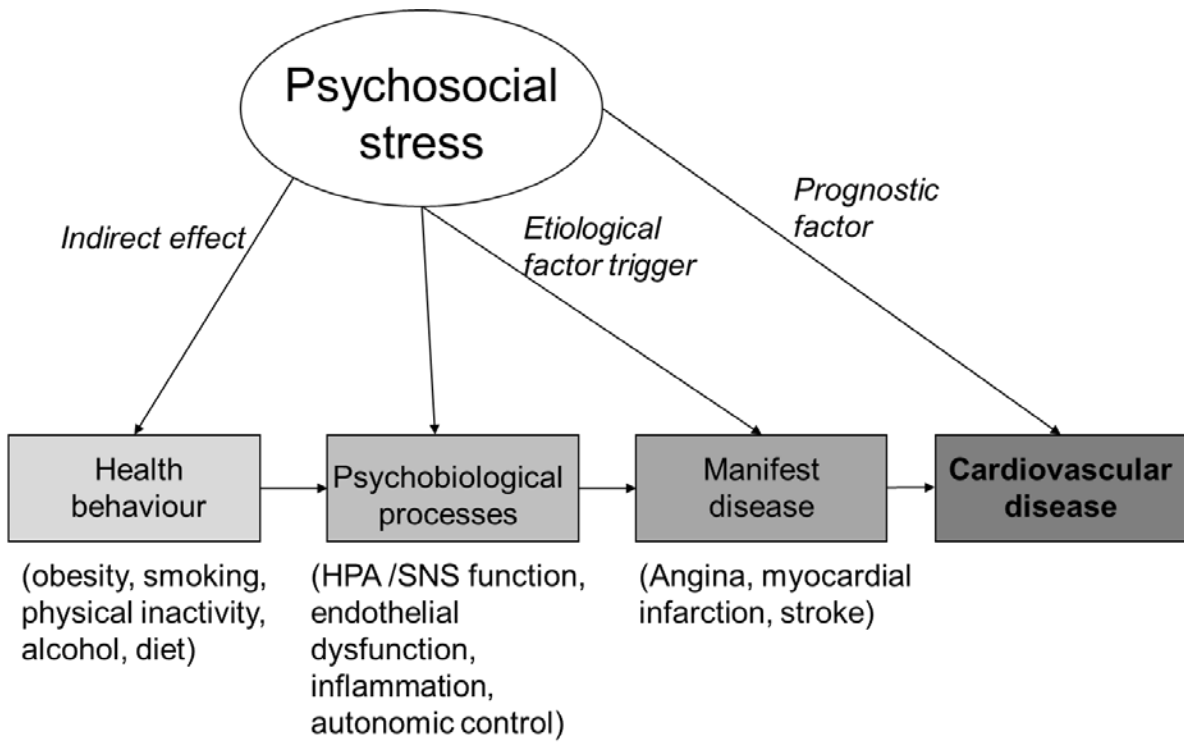 Psychosocial
stress
Indirect effect
Etiological
factor trigger
Prognostic
factor
Health
behaviour
Psychobiological
processes
Manifest
disease
Cardiovascular
disease
(obesity, smoking,
physical inactivity,
alcohol, diet)
(HPA /SNS function,
endothelial
dysfunction,
inflammation,
autonomic control)
(Angina, myocardial
infarction, stroke)